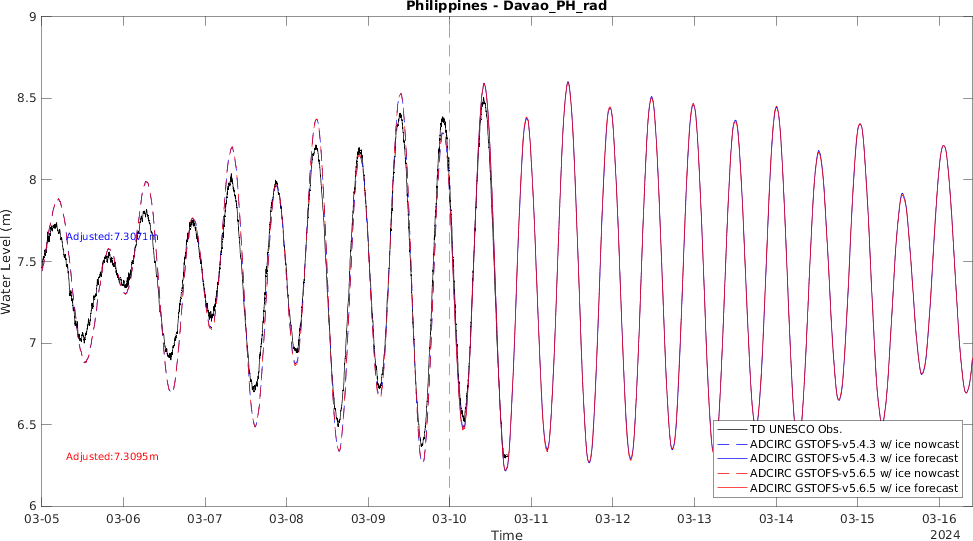 Philippines - Davao_PH_rad
9
8.5
8
7.5
7
6.5
6
Water Level (m)
Adjusted:7.3071m
Adjusted:7.3095m
TD UNESCO Obs.
ADCIRC GSTOFS-v5.4.3 w/ ice nowcast
ADCIRC GSTOFS-v5.4.3 w/ ice forecast
ADCIRC GSTOFS-v5.6.5 w/ ice nowcast
ADCIRC GSTOFS-v5.6.5 w/ ice forecast
03-05 03-06 03-07 03-08 03-09 03-10 03-11 03-12 03-13 03-14 03-15 03-16
2024
Time